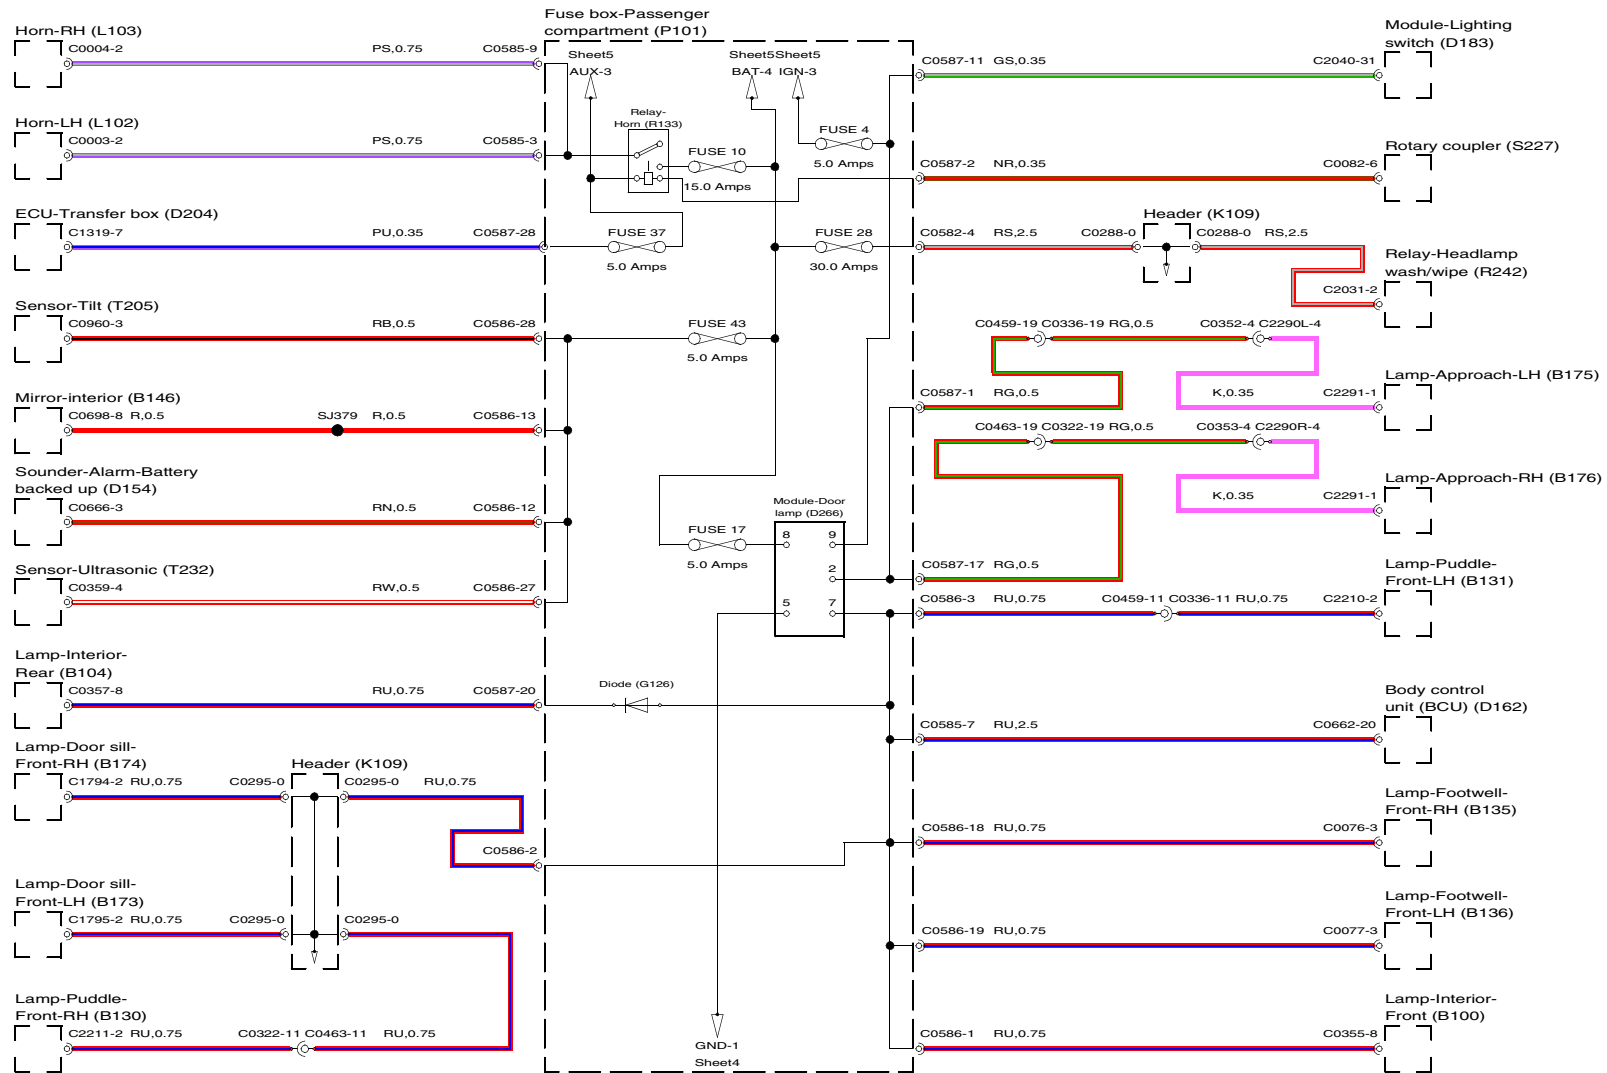 Horn-RH (L103)
C0004-2 PS,0.75 C0585-9
Horn-LH (L102)
C0003-2 PS,0.75 C0585-3
ECU-Transfer box (D204)
C1319-7 PU,0.35 C0587-28
Sensor-Tilt (T205)
C0960-3 RB,0.5 C0586-28
Mirror-interior (B146)
C0698-8 R,0.5 SJ379 R,0.5 C0586-13
Sounder-Alarm-Battery
backed up (D154)
C0666-3 RN,0.5 C0586-12
Sensor-Ultrasonic (T232)
C0359-4 RW,0.5 C0586-27
Lamp-Interior-
Rear (B104)
C0357-8 RU,0.75 C0587-20
Lamp-Door sill-
Front-RH (B174)
C1794-2 RU,0.75 C0295-0
Header (K109)
C0295-0 RU,0.75
C0586-2
Lamp-Door sill-
Front-LH (B173)
C1795-2 RU,0.75 C0295-0
C0295-0
Lamp-Puddle-
Front-RH (B130)
C2211-2 RU,0.75 C0322-11 C0463-11 RU,0.75
Fuse box-Passenger
compartment (P101)
Sheet5
AUX-3
Sheet5
BAT-4
Sheet5
IGN-3
Relay-
Horn (R133)
FUSE 10
15.0 Amps
FUSE 4
5.0 Amps
FUSE 37
5.0 Amps
FUSE 28
30.0 Amps
FUSE 43
5.0 Amps
FUSE 17
5.0 Amps
Module-Door
lamp (D266)
8 9
2
5 7
Diode (G126)
GND-1
Sheet4
Module-Lighting
switch (D183)
C0587-11 GS,0.35 C2040-31
Rotary coupler (S227)
C0587-2 NR,0.35 C0082-6
Header (K109)
C0582-4 RS,2.5 C0288-0 C0288-0 RS,2.5
Relay-Headlamp
wash/wipe (R242)
C2031-2
C0459-19 C0336-19 RG,0.5 C0352-4 C2290L-4
Lamp-Approach-LH (B175)
C0587-1 RG,0.5 K,0.35 C2291-1
C0463-19 C0322-19 RG,0.5 C0353-4 C2290R-4
Lamp-Approach-RH (B176)
K,0.35 C2291-1
C0587-17 RG,0.5
Lamp-Puddle-
Front-LH (B131)
C0586-3 RU,0.75 C0459-11 C0336-11 RU,0.75 C2210-2
Body control
unit (BCU) (D162)
C0585-7 RU,2.5 C0662-20
Lamp-Footwell-
Front-RH (B135)
C0586-18 RU,0.75 C0076-3
Lamp-Footwell-
Front-LH (B136)
C0586-19 RU,0.75 C0077-3
Lamp-Interior-
Front (B100)
C0586-1 RU,0.75 C0355-8